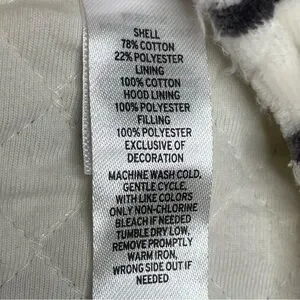 SHELL
78% COTTON
22% POLYESTER
LINING
100% COTTON
HOOD LINING
100% POLYESTER
FILLING
100% POLYESTER
EXCLUSIVE OF
DECORATION
MACHINE WASH COLD,
GENTLE CYCLE,
WITH LIKE COLORS
ONLY NON-CHLORINE
BLEACH IF NEEDED
TUMBLE DRY LOW,
REMOVE PROMPTLY
WARM IRON,
WRONG SIDE OUT IF
NEEDED